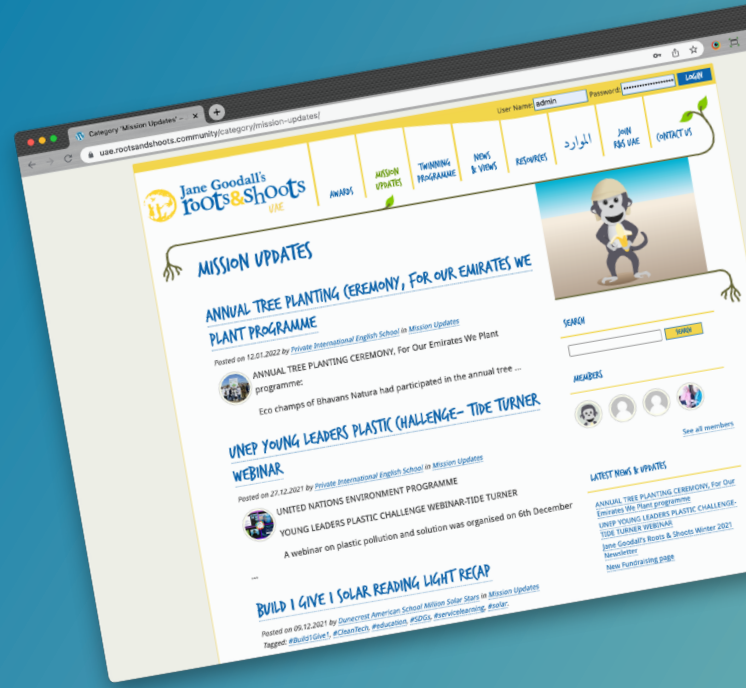 Category 'Mission Updates' –
uae.rootsandshoots.community/category/mission-updates/
User Name: admin Password: •••••••••••••••••• LOGIN
Jane Goodall's
roots&shoots
UAE
AWARDS
MISSION
UPDATES
TWINNING
PROGRAMME
NEWS
& VIEWS
RESOURCES
الموارد
JOIN
R&S UAE
CONTACT US
MISSION UPDATES
ANNUAL TREE PLANTING CEREMONY, FOR OUR EMIRATES WE
PLANT PROGRAMME
Posted on 12.01.2022 by Private International English School in Mission Updates
ANNUAL TREE PLANTING CEREMONY, For Our Emirates We Plant
programme:
Eco champs of Bhavans Natura had participated in the annual tree ...
UNEP YOUNG LEADERS PLASTIC CHALLENGE– TIDE TURNER
WEBINAR
Posted on 27.12.2021 by Private International English School in Mission Updates
UNITED NATIONS ENVIRONMENT PROGRAMME
YOUNG LEADERS PLASTIC CHALLENGE WEBINAR-TIDE TURNER
A webinar on plastic pollution and solution was organised on 6th December
...
BUILD 1 GIVE 1 SOLAR READING LIGHT RECAP
Posted on 09.12.2021 by Dunecrest American School Million Solar Stars in Mission Updates
Tagged: #Build1Give1, #CleanTech, #education, #SDGs, #servicelearning, #solar.
SEARCH
SEARCH
MEMBERS
See all members
LATEST NEWS & UPDATES
ANNUAL TREE PLANTING CEREMONY, For Our
Emirates We Plant programme
UNEP YOUNG LEADERS PLASTIC CHALLENGE-
TIDE TURNER WEBINAR
Jane Goodall's Roots & Shoots Winter 2021
Newsletter
New Fundraising page